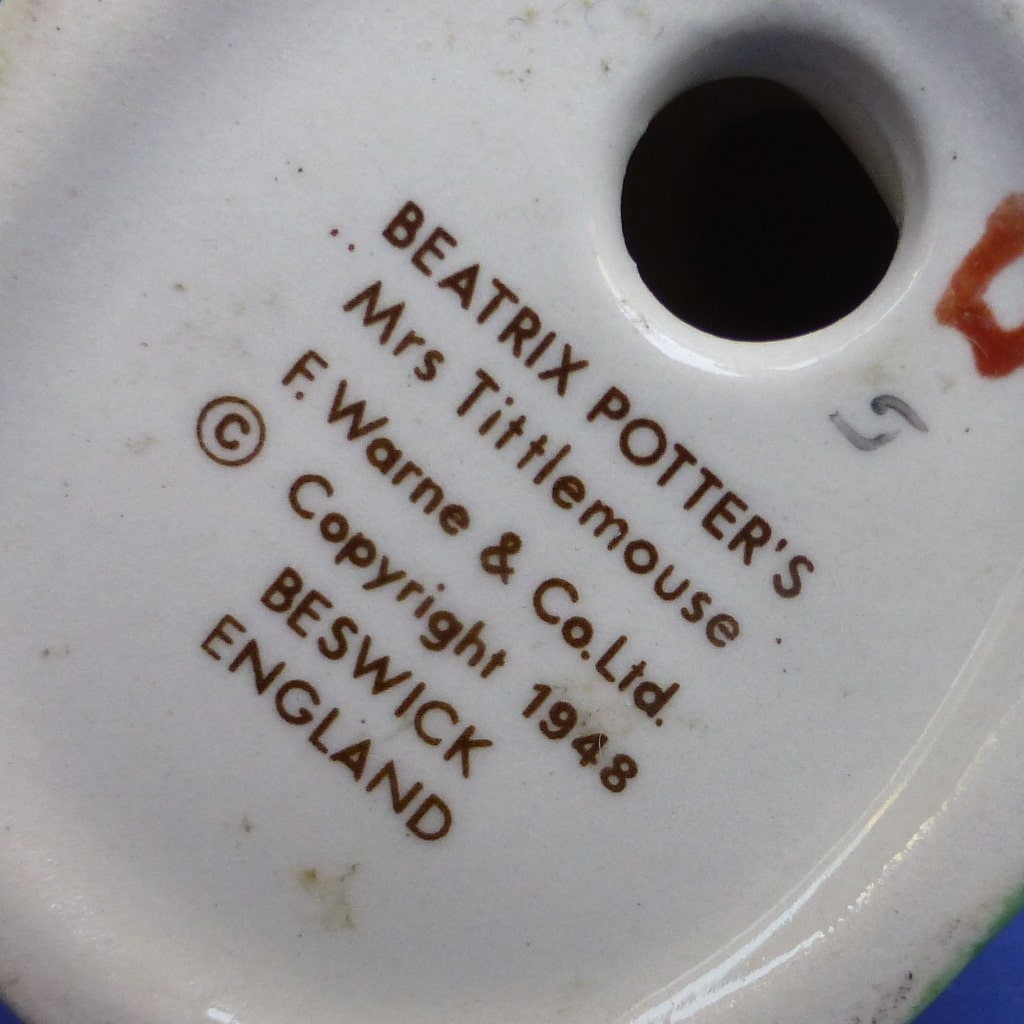 BEATRIX POTTER'S
Mrs Tittlemouse
F. Warne & Co.Ltd.
© Copyright 1948
BESWICK
ENGLAND